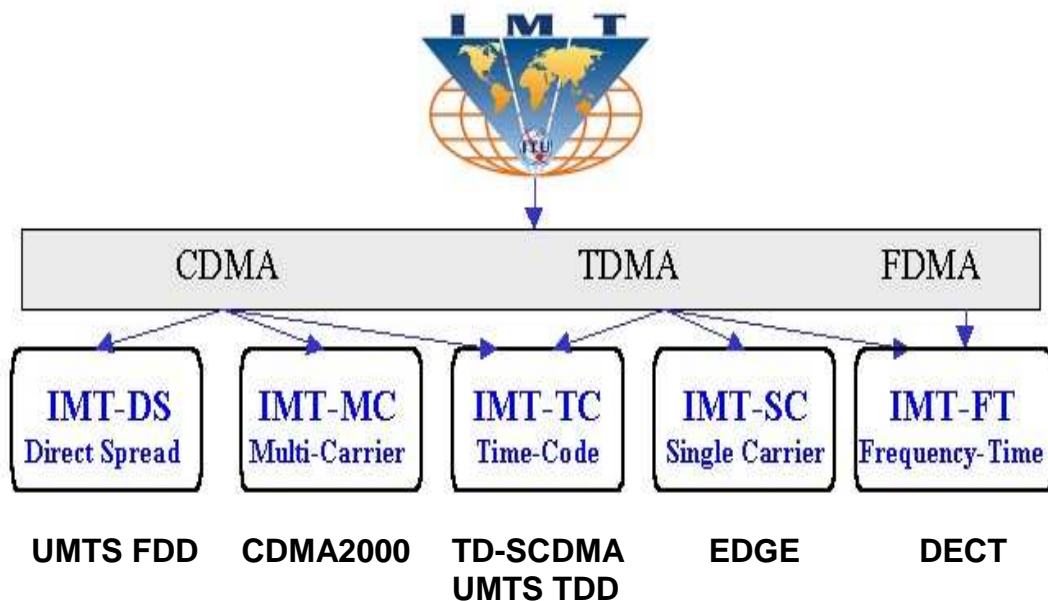 I M T
ITU
CDMA TDMA FDMA
IMT-DS
Direct Spread
IMT-MC
Multi-Carrier
IMT-TC
Time-Code
IMT-SC
Single Carrier
IMT-FT
Frequency-Time
UMTS FDD
CDMA2000
TD-SCDMA
UMTS TDD
EDGE
DECT